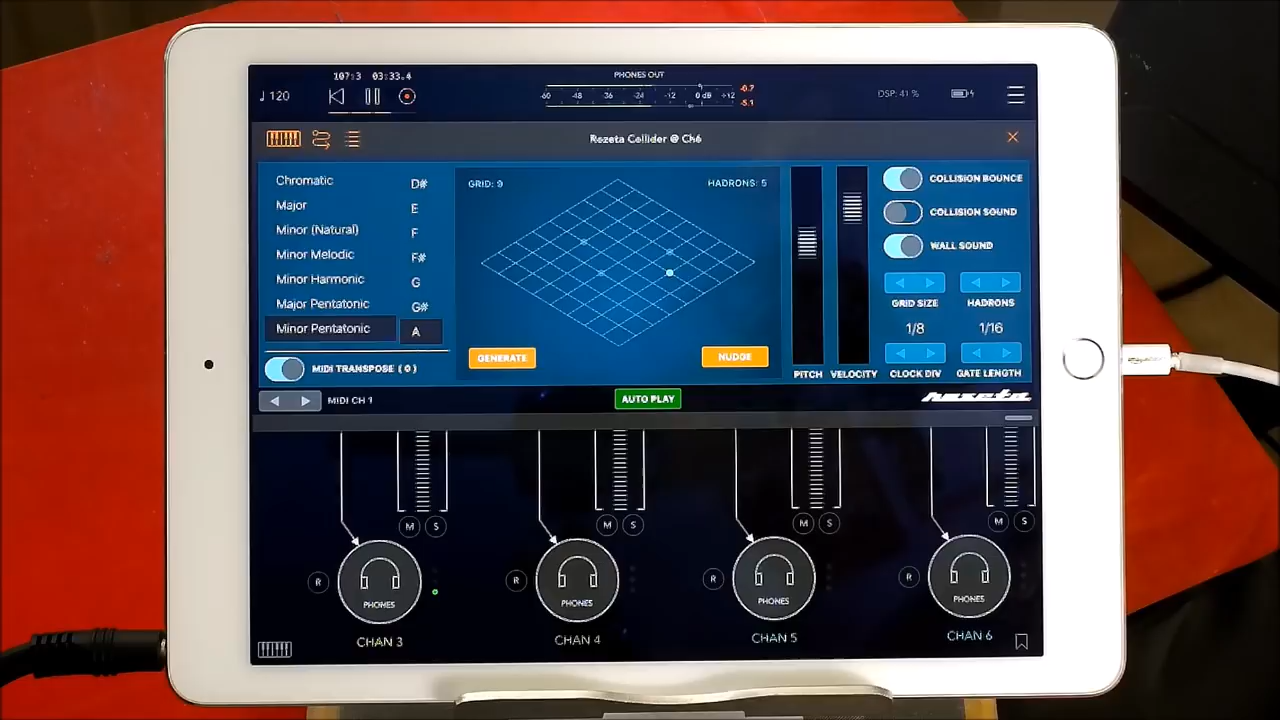 107:3 03:33.4
PHONES OUT
♩ 120
-60 -48 -36 -24 -12 0 dB +12
-0.7
-5.1
DSP: 41 %
Rozeta Collider @ Ch6
Chromatic D#
Major E
Minor (Natural) F
Minor Melodic F#
Minor Harmonic G
Major Pentatonic G#
Minor Pentatonic A
MIDI TRANSPOSE ( 0 )
GRID: 9
HADRONS: 5
GENERATE
NUDGE
PITCH
VELOCITY
COLLISION BOUNCE
COLLISION SOUND
WALL SOUND
GRID SIZE
HADRONS
1/8
1/16
CLOCK DIV
GATE LENGTH
MIDI CH 1
AUTO PLAY
rozeta
M S
M S
M S
M S
R
PHONES
R
PHONES
R
PHONES
R
PHONES
CHAN 3
CHAN 4
CHAN 5
CHAN 6